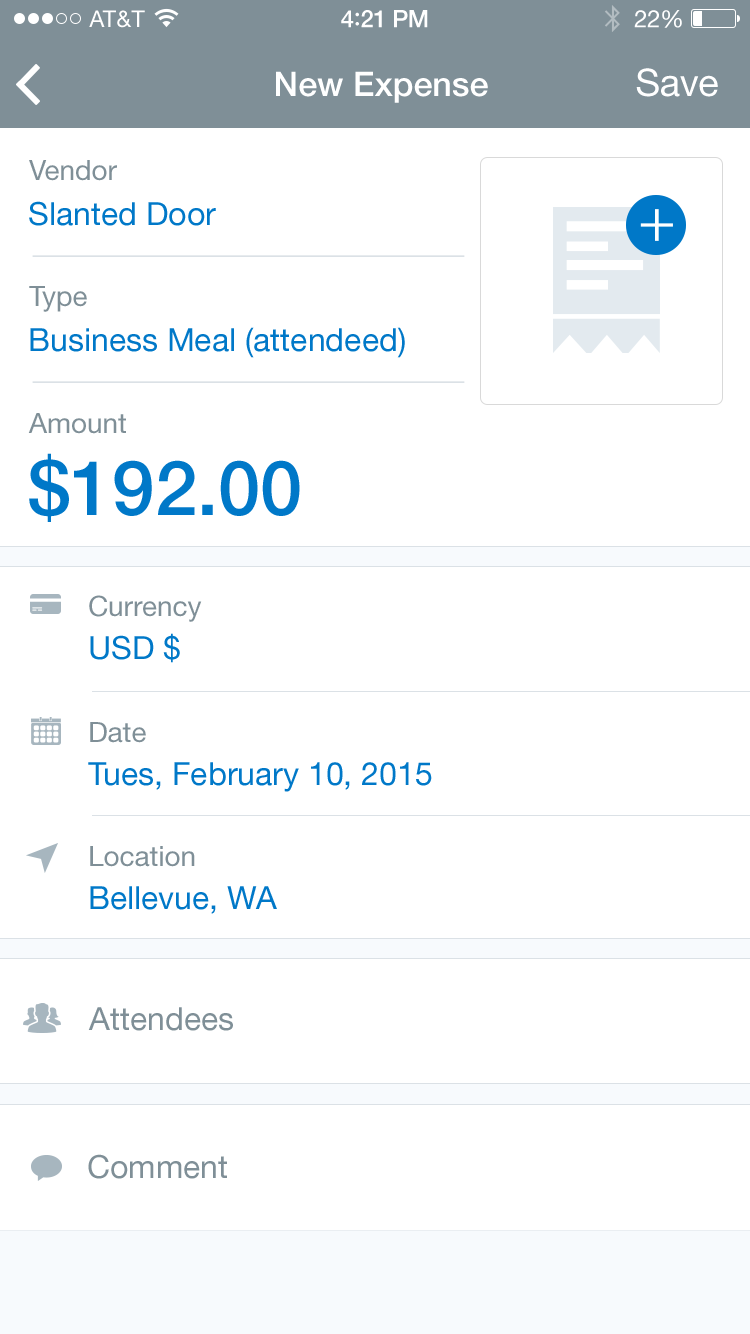 AT&T 4:21 PM 22%
New Expense Save
Vendor
Slanted Door
Type
Business Meal (attendeed)
Amount
$192.00
Currency
USD $
Date
Tues, February 10, 2015
Location
Bellevue, WA
Attendees
Comment